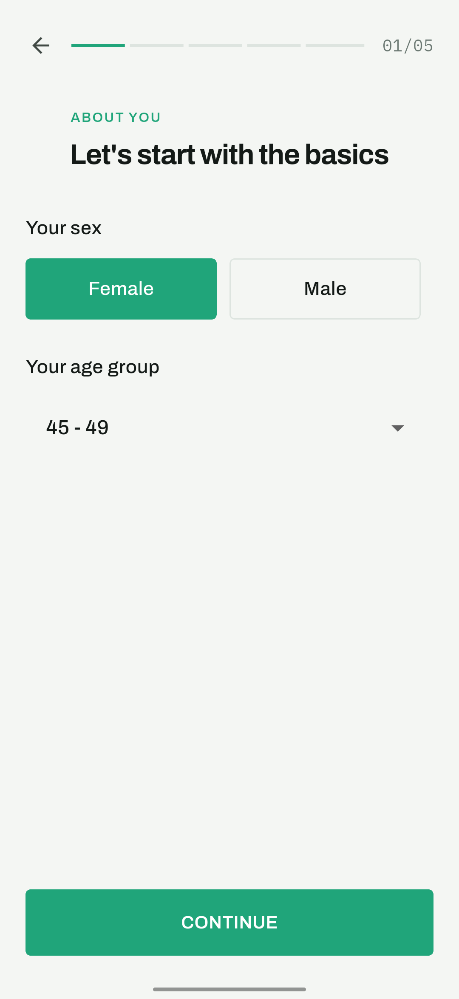 01/05
ABOUT YOU
Let's start with the basics
Your sex
Female
Male
Your age group
45 - 49
CONTINUE